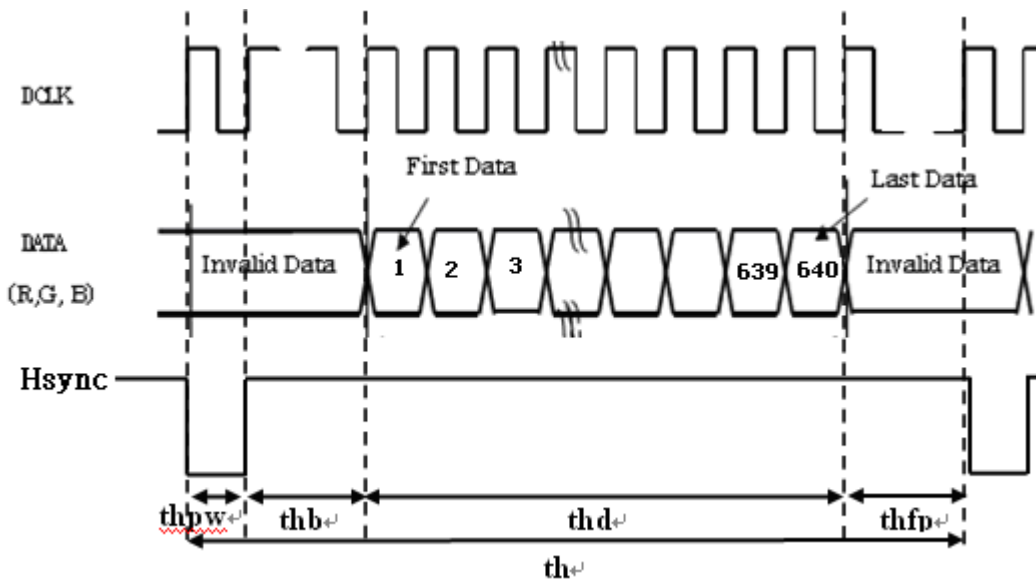 DCLK
First Data
Last Data
DATA
(R,G, B)
Invalid Data
1
2
3
639
640
Invalid Data
Hsync
thpw↵
thb↵
thd↵
thfp↵
th↵